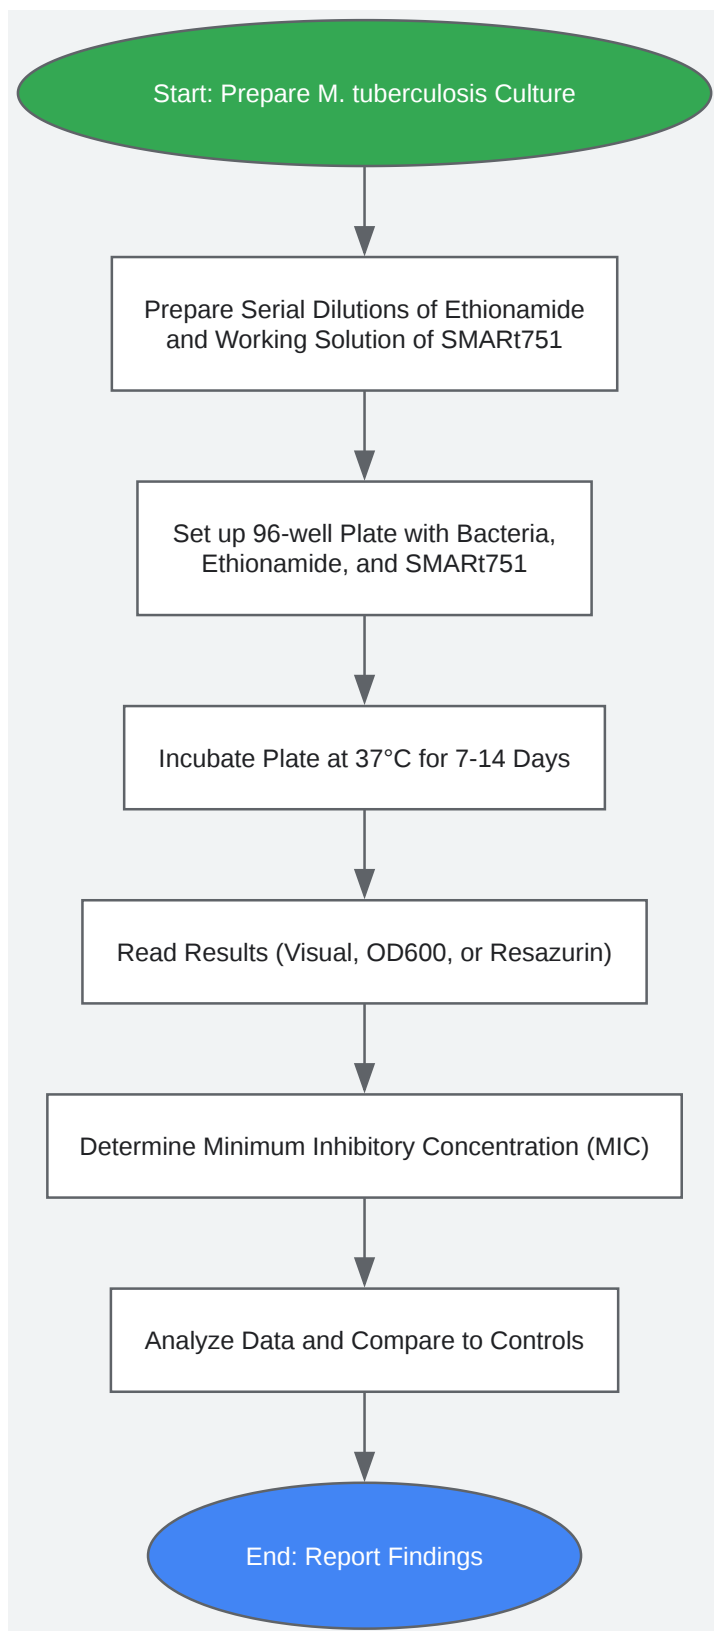 Start: Prepare M. tuberculosis Culture
Prepare Serial Dilutions of Ethionamide
and Working Solution of SMARt751
Set up 96-well Plate with Bacteria,
Ethionamide, and SMARt751
Incubate Plate at 37°C for 7-14 Days
Read Results (Visual, OD600, or Resazurin)
Determine Minimum Inhibitory Concentration (MIC)
Analyze Data and Compare to Controls
End: Report Findings